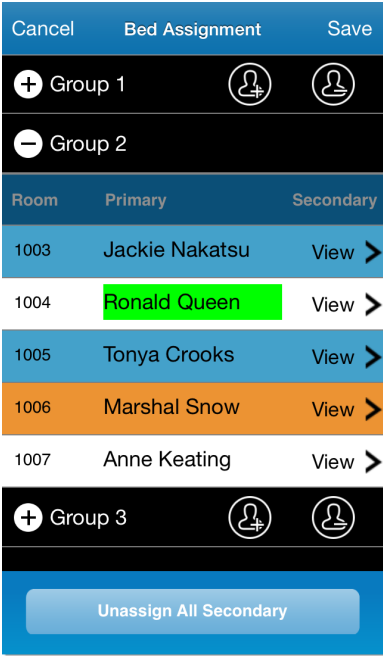 Cancel Bed Assignment Save
Group 1
Group 2
Room Primary Secondary
1003 Jackie Nakatsu View
1004 Ronald Queen View
1005 Tonya Crooks View
1006 Marshal Snow View
1007 Anne Keating View
Group 3
Unassign All Secondary